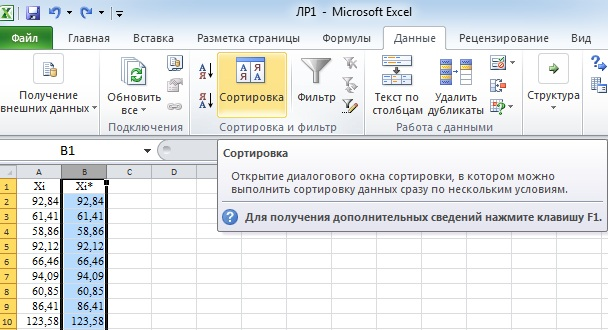 ЛР1 - Microsoft Excel
Файл Главная Вставка Разметка страницы Формулы Данные Рецензирование Вид
Получение внешних данных
Обновить все
Сортировка
Фильтр
Текст по столбцам
Удалить дубликаты
Структура
Подключения Сортировка и фильтр Работа с данными
B1
Сортировка
Открытие диалогового окна сортировки, в котором можно
выполнить сортировку данных сразу по нескольким условиям.
Для получения дополнительных сведений нажмите клавишу F1.
A B C D
1 Xi Xi*
2 92,84 92,84
3 61,41 61,41
4 58,86 58,86
5 92,12 92,12
6 66,46 66,46
7 94,09 94,09
8 60,85 60,85
9 86,41 86,41
10 123,58 123,58